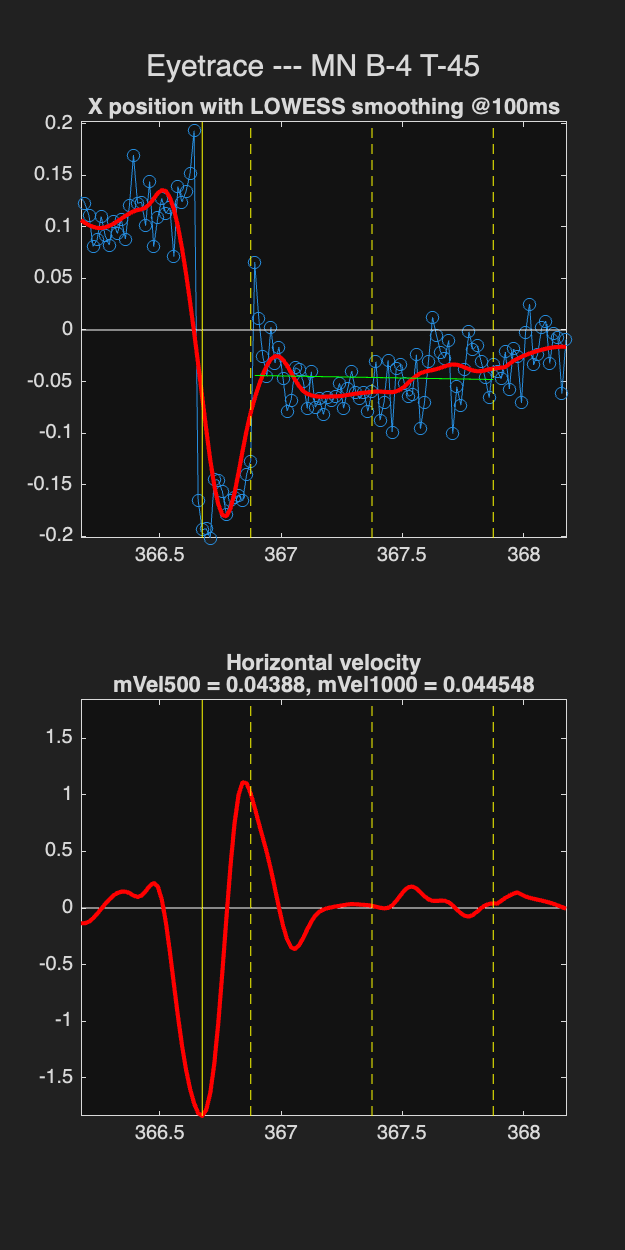 Eyetrace --- MN B-4 T-45
X position with LOWESS smoothing @100ms
0.2
0.15
0.1
0.05
0
-0.05
-0.1
-0.15
-0.2
366.5 367 367.5 368
Horizontal velocity
mVel500 = 0.04388, mVel1000 = 0.044548
1.5
1
0.5
0
-0.5
-1
-1.5
366.5 367 367.5 368